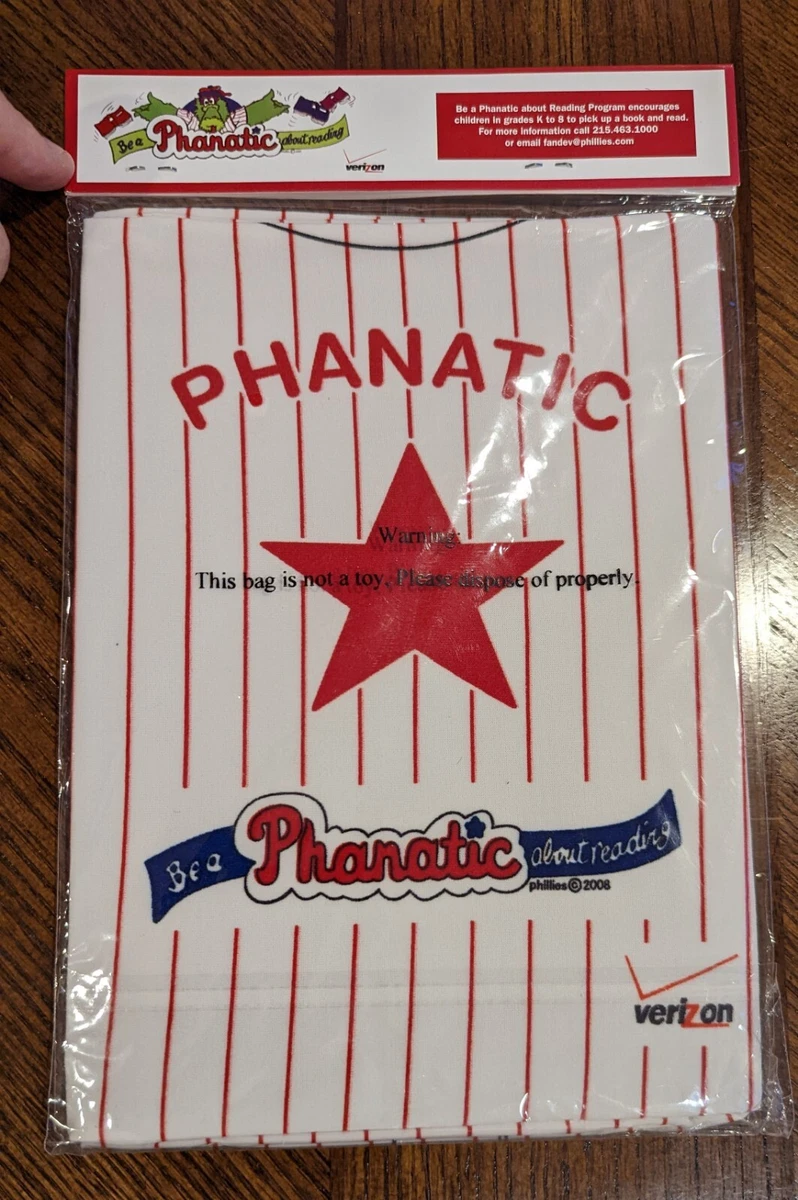 Be a Phanatic about reading
verizon
Be a Phanatic about Reading Program encourages
children in grades K to 8 to pick up a book and read.
For more information call 215.463.1000
or email fandev@phillies.com
PHANATIC
Warning:
This bag is not a toy. Please dispose of properly.
Be a Phanatic about reading
phillies©2008
verizon